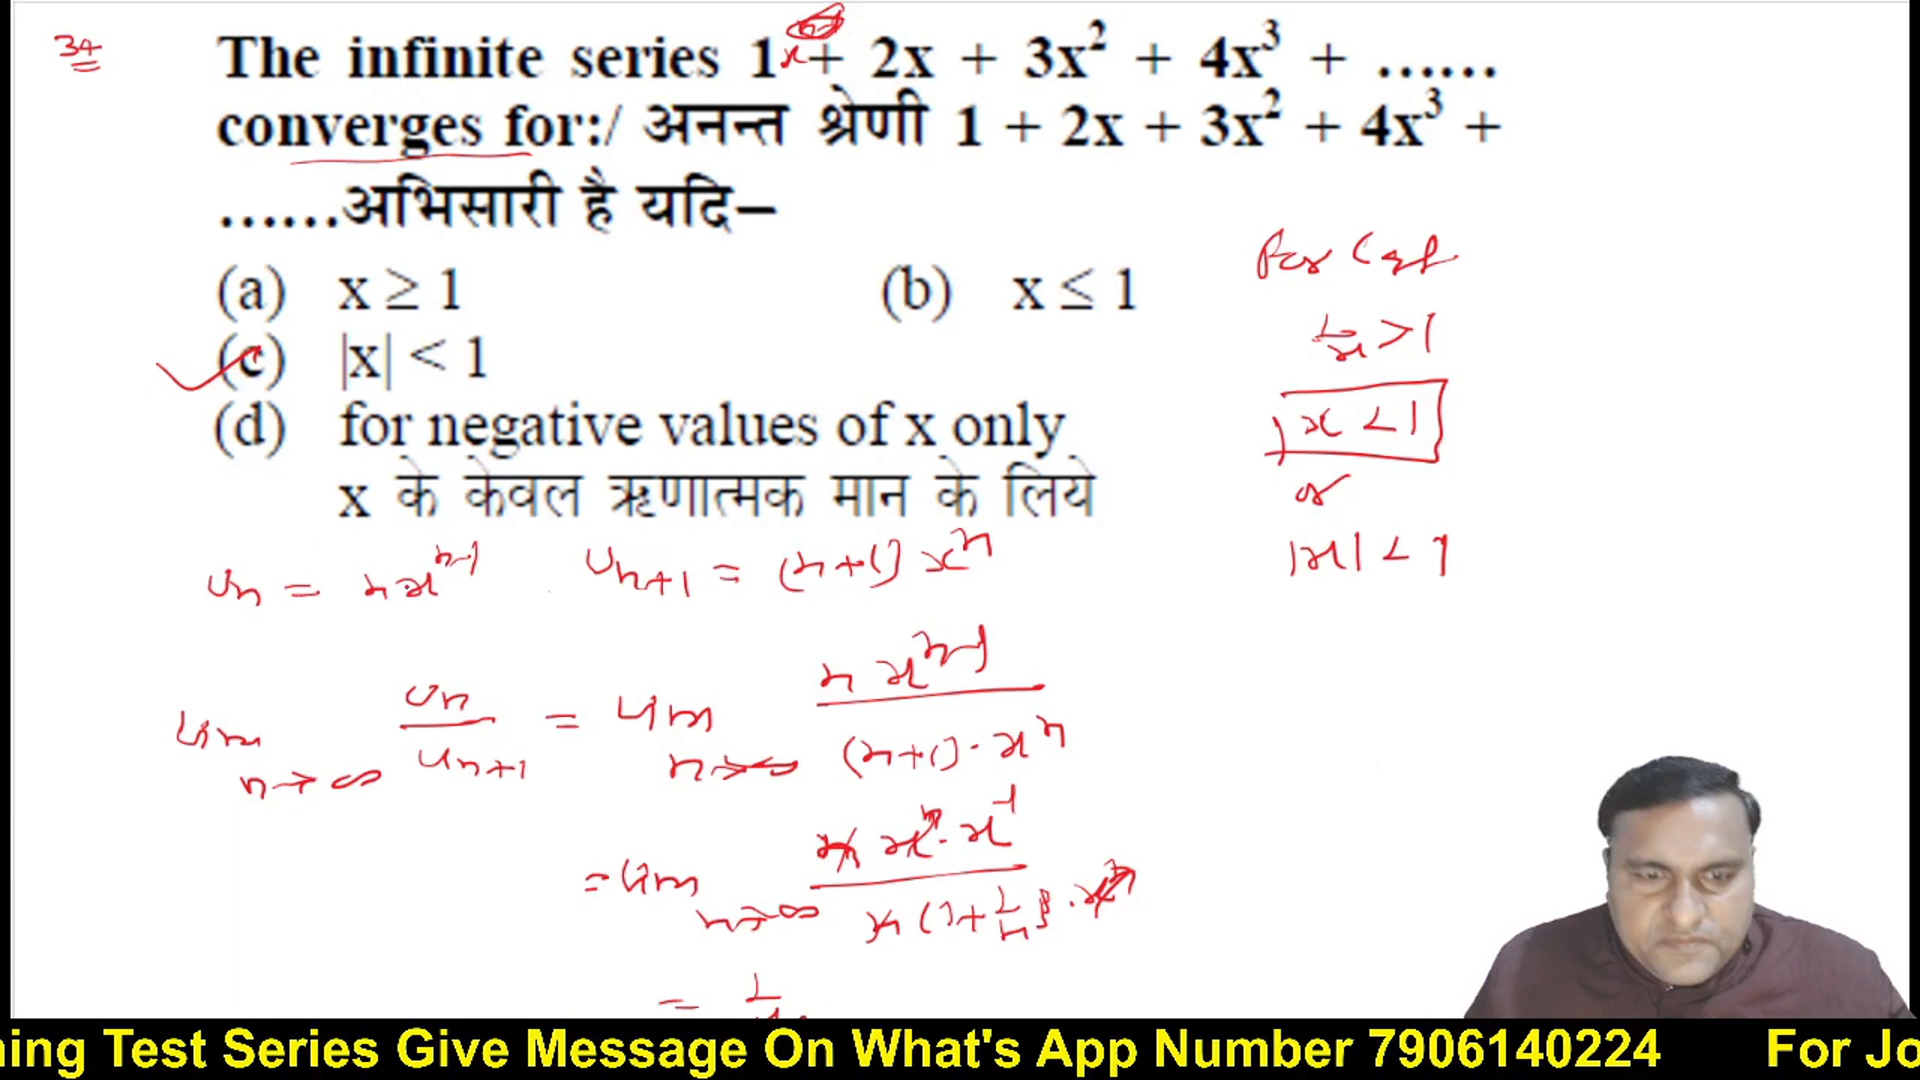 34
The infinite series 1 + 2x + 3x² + 4x³ + ......
converges for:/ अनन्त श्रेणी 1 + 2x + 3x² + 4x³ +
......अभिसारी है यदि–
(a) x ≥ 1 (b) x ≤ 1
(c) |x| < 1
(d) for negative values of x only
x के केवल ऋणात्मक मान के लिये
For Cgt
1/x > 1
x < 1
or
|x| < 1
Un = n x^(n-1) Un+1 = (n+1) x^n
Lim n→∞ Un/Un+1 = Lim n→∞ n x^(n-1) / (n+1)·x^n
= Lim n→∞ n x^n · x^-1 / n(1+1/n)·x^n
=
ning Test Series Give Message On What's App Number 7906140224 For Jo